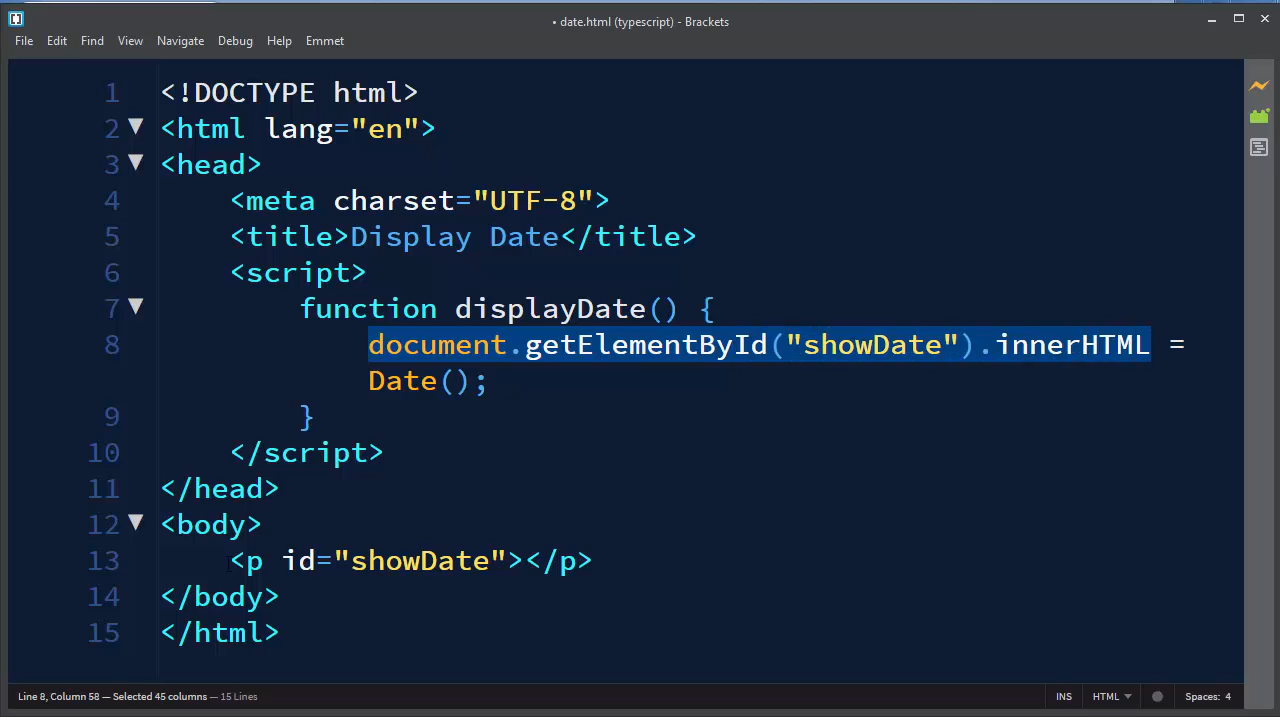 • date.html (typescript) - Brackets
File Edit Find View Navigate Debug Help Emmet
1 <!DOCTYPE html>
2 <html lang="en">
3 <head>
4 <meta charset="UTF-8">
5 <title>Display Date</title>
6 <script>
7 function displayDate() {
8 document.getElementById("showDate").innerHTML =
Date();
9 }
10 </script>
11 </head>
12 <body>
13 <p id="showDate"></p>
14 </body>
15 </html>
Line 8, Column 58 — Selected 45 columns — 15 Lines INS HTML Spaces: 4